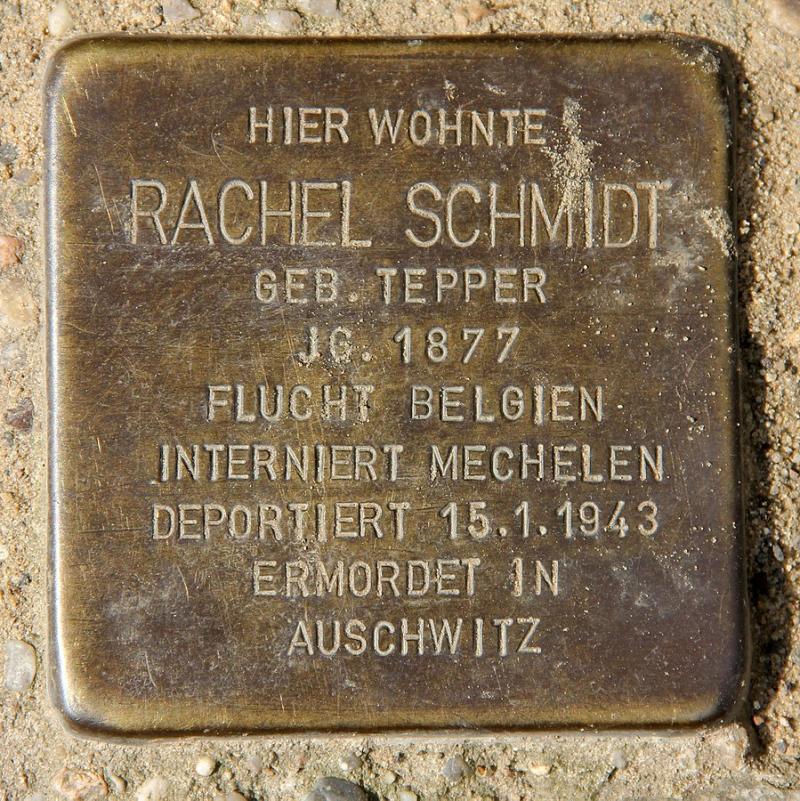 HIER WOHNTE
RACHEL SCHMIDT
GEB. TEPPER
JG. 1877
FLUCHT BELGIEN
INTERNIERT MECHELEN
DEPORTIERT 15.1.1943
ERMORDET IN
AUSCHWITZ